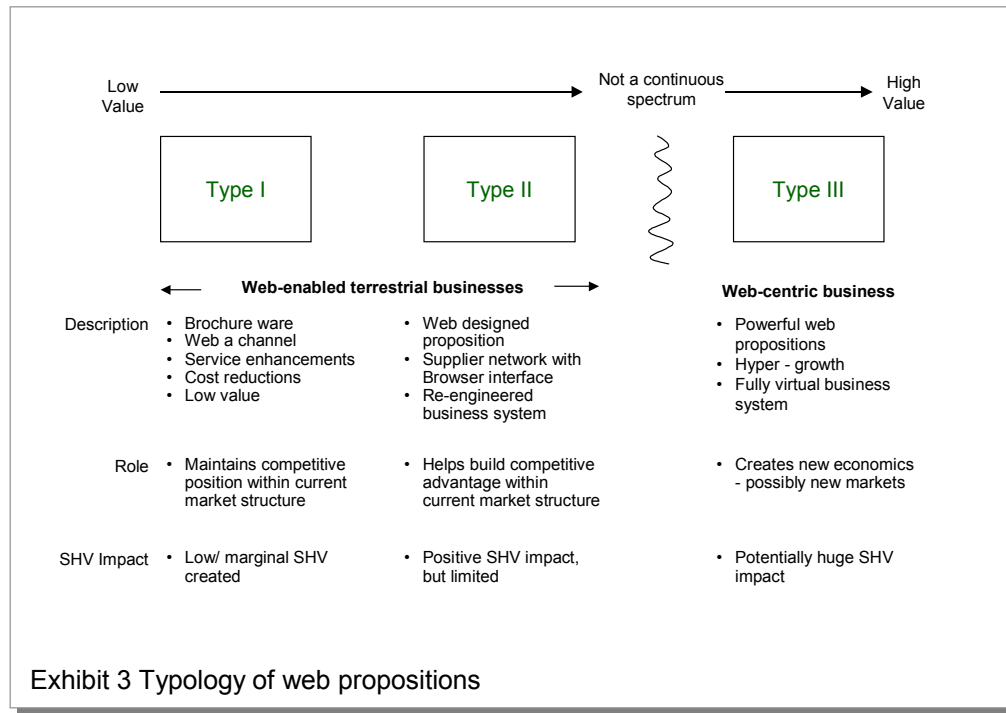 Low
Value
Not a continuous
spectrum
High
Value
Type I
Type II
Type III
Web-enabled terrestrial businesses
Web-centric business
Description
• Brochure ware
• Web a channel
• Service enhancements
• Cost reductions
• Low value
• Web designed
proposition
• Supplier network with
Browser interface
• Re-engineered
business system
• Powerful web
propositions
• Hyper - growth
• Fully virtual business
system
Role
• Maintains competitive
position within current
market structure
• Helps build competitive
advantage within
current market structure
• Creates new economics
- possibly new markets
SHV Impact
• Low/ marginal SHV
created
• Positive SHV impact,
but limited
• Potentially huge SHV
impact
Exhibit 3 Typology of web propositions